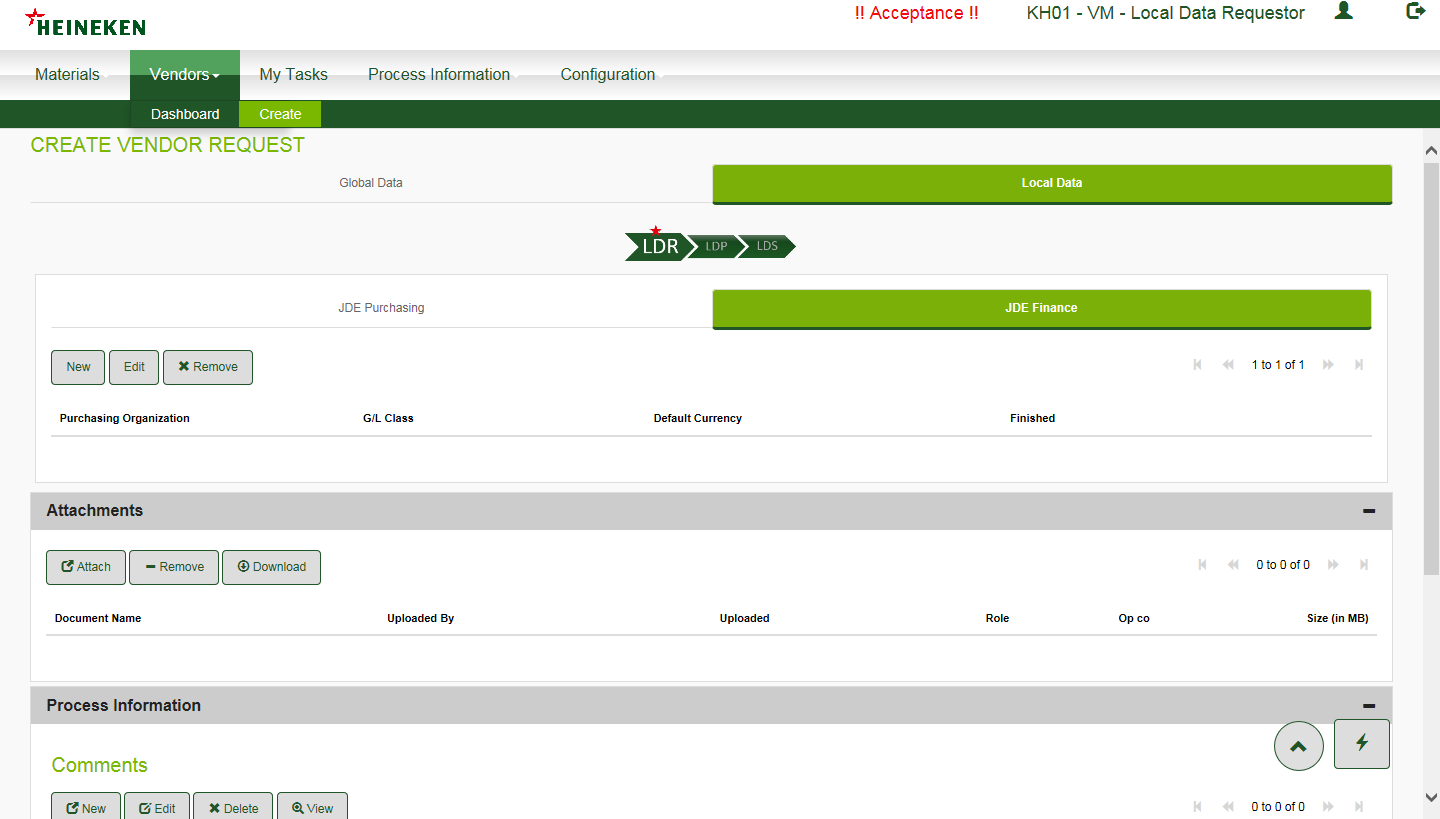 HEINEKEN
!! Acceptance !!
KH01 - VM - Local Data Requestor
Materials
Vendors
My Tasks
Process Information
Configuration
Dashboard
Create
CREATE VENDOR REQUEST
Global Data
Local Data
LDR
LDP
LDS
JDE Purchasing
JDE Finance
New
Edit
Remove
1 to 1 of 1
Purchasing Organization
G/L Class
Default Currency
Finished
Attachments
Attach
Remove
Download
0 to 0 of 0
Document Name
Uploaded By
Uploaded
Role
Op co
Size (in MB)
Process Information
Comments
New
Edit
Delete
View
0 to 0 of 0